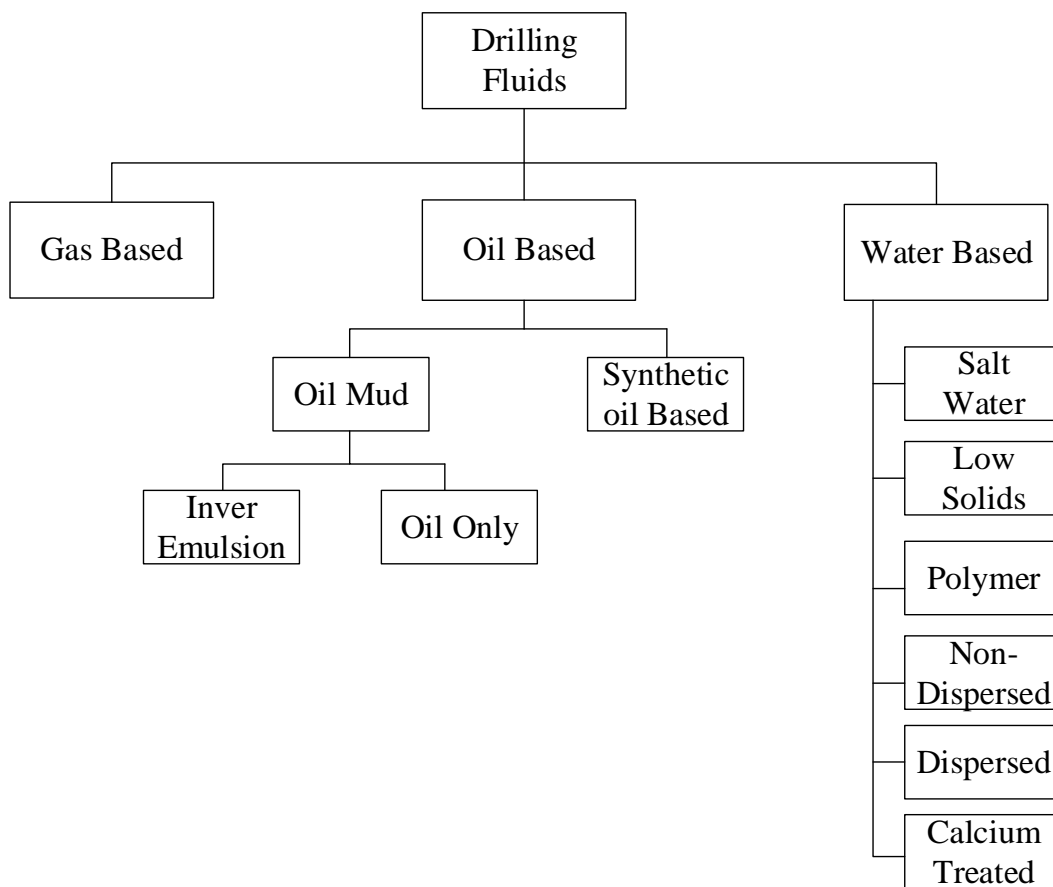 Drilling
Fluids
Gas Based
Oil Based
Water Based
Oil Mud
Synthetic
oil Based
Inver
Emulsion
Oil Only
Salt
Water
Low
Solids
Polymer
Non-
Dispersed
Dispersed
Calcium
Treated